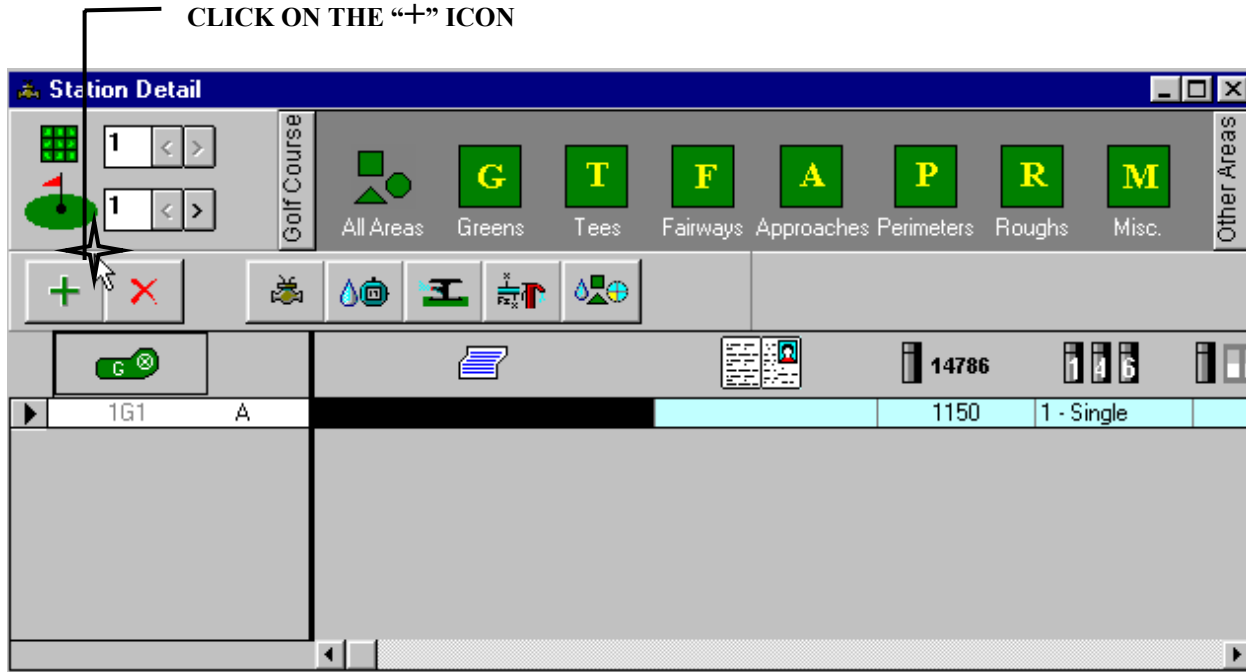 CLICK ON THE “+” ICON
Station Detail
1
Golf Course
G
T
F
A
P
R
M
Other Areas
1
All Areas Greens Tees Fairways Approaches Perimeters Roughs Misc.
G 14786 1 4 6
1G1 A 1150 1 - Single